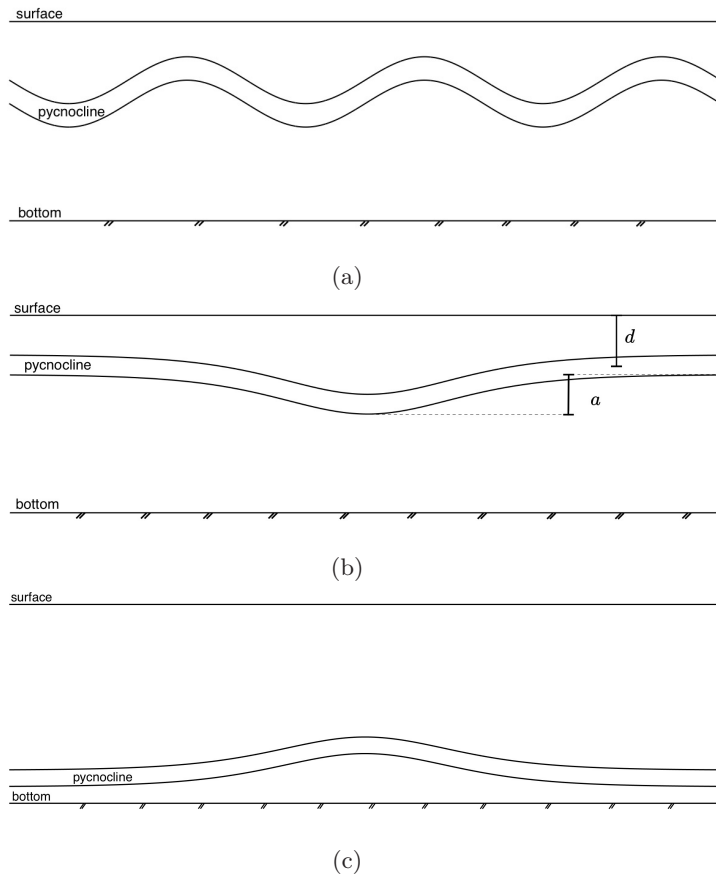 surface
pycnocline
bottom
(a)
surface
d
pycnocline
a
bottom
(b)
surface
pycnocline
bottom
(c)